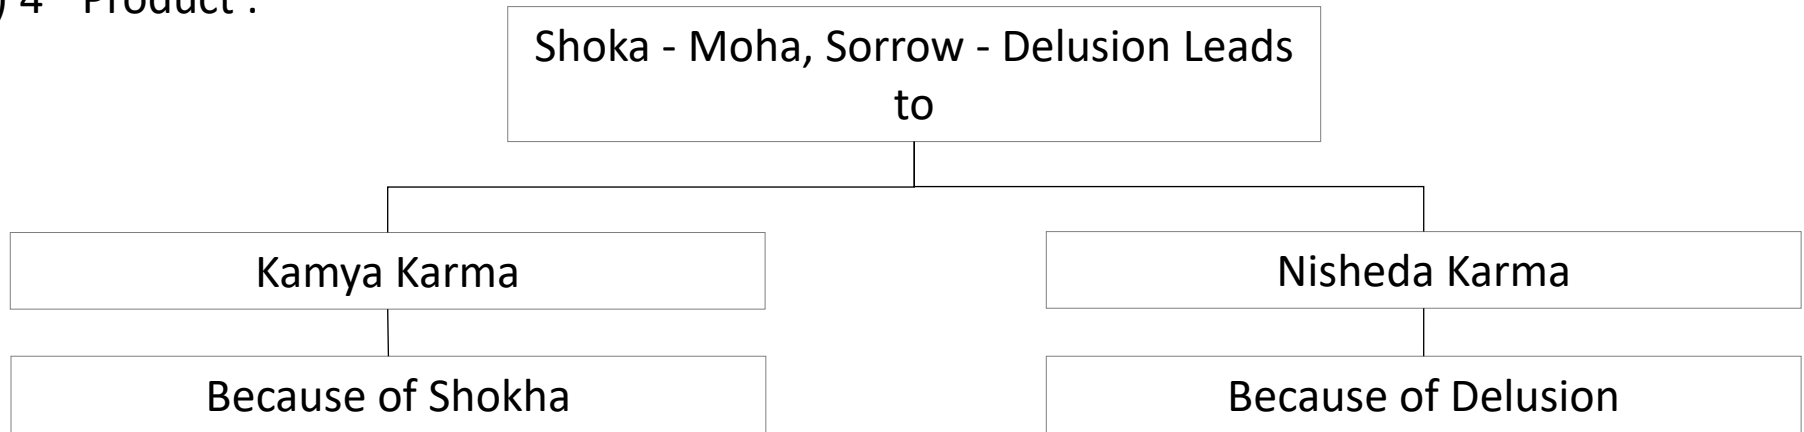 ) 4 Product :
Shoka - Moha, Sorrow - Delusion Leads
to
Kamya Karma
Nisheda Karma
Because of Shokha
Because of Delusion